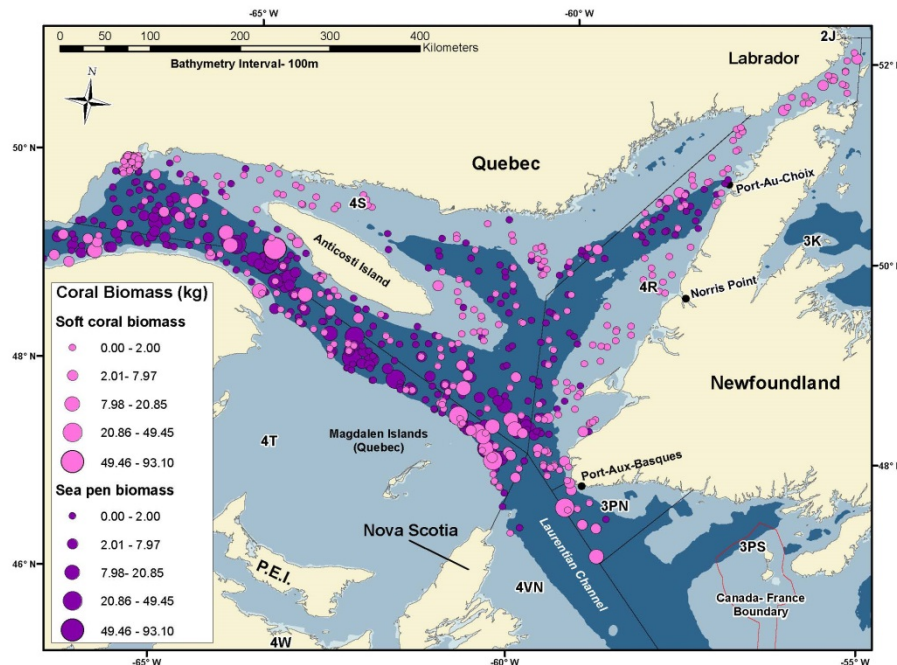 -65° W
-60° W
0 50 100 200 300 400
Kilometers
Bathymetry Interval- 100m
N
2J
Labrador
52° N
50° N
Quebec
Port-Au-Choix
4S
3K
Anticosti Island
50° N
4R
Norris Point
Coral Biomass (kg)
Soft coral biomass
0.00 - 2.00
2.01 - 7.97
7.98 - 20.85
20.86 - 49.45
49.46 - 93.10
Sea pen biomass
0.00 - 2.00
2.01 - 7.97
7.98- 20.85
20.86 - 49.45
49.46 - 93.10
48° N
Newfoundland
4T
Magdalen Islands
(Quebec)
Port-Aux-Basques
48° N
3PN
Nova Scotia
Laurentian Channel
3PS
46° N
P.E.I.
4VN
Canada- France
Boundary
46° N
4W
-65° W
-60° W
-55° W